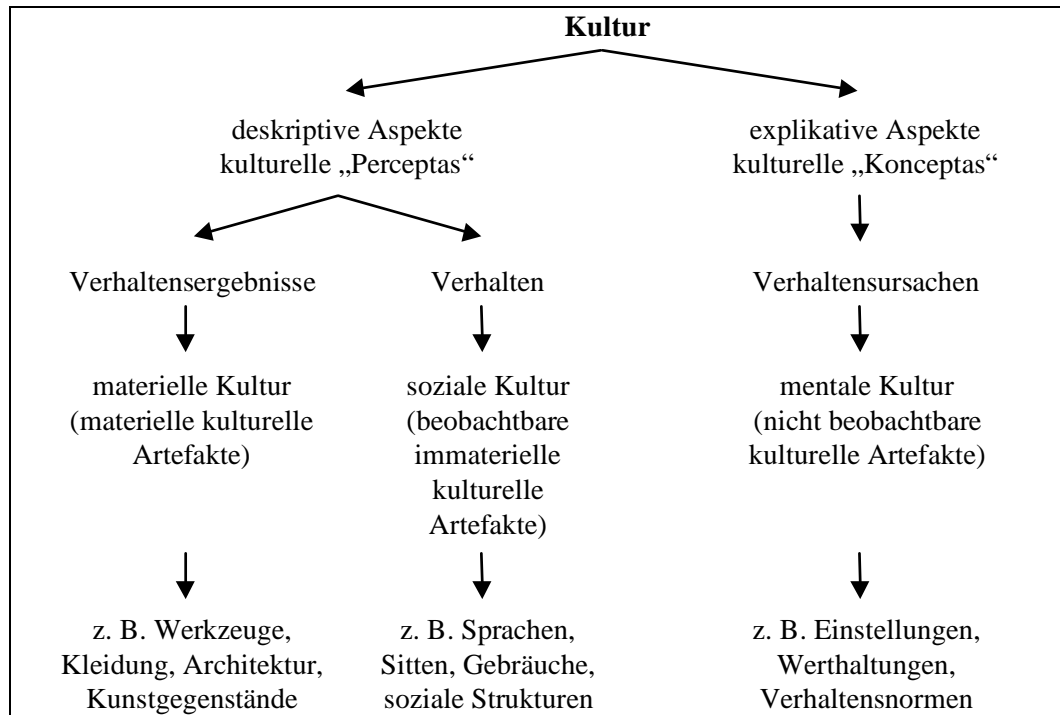 Kultur
deskriptive Aspekte
kulturelle „Perceptas“
explikative Aspekte
kulturelle „Konceptas“
Verhaltensergebnisse
Verhalten
Verhaltensursachen
materielle Kultur
(materielle kulturelle
Artefakte)
soziale Kultur
(beobachtbare
immaterielle
kulturelle
Artefakte)
mentale Kultur
(nicht beobachtbare
kulturelle Artefakte)
z. B. Werkzeuge,
Kleidung, Architektur,
Kunstgegenstände
z. B. Sprachen,
Sitten, Gebräuche,
soziale Strukturen
z. B. Einstellungen,
Werthaltungen,
Verhaltensnormen